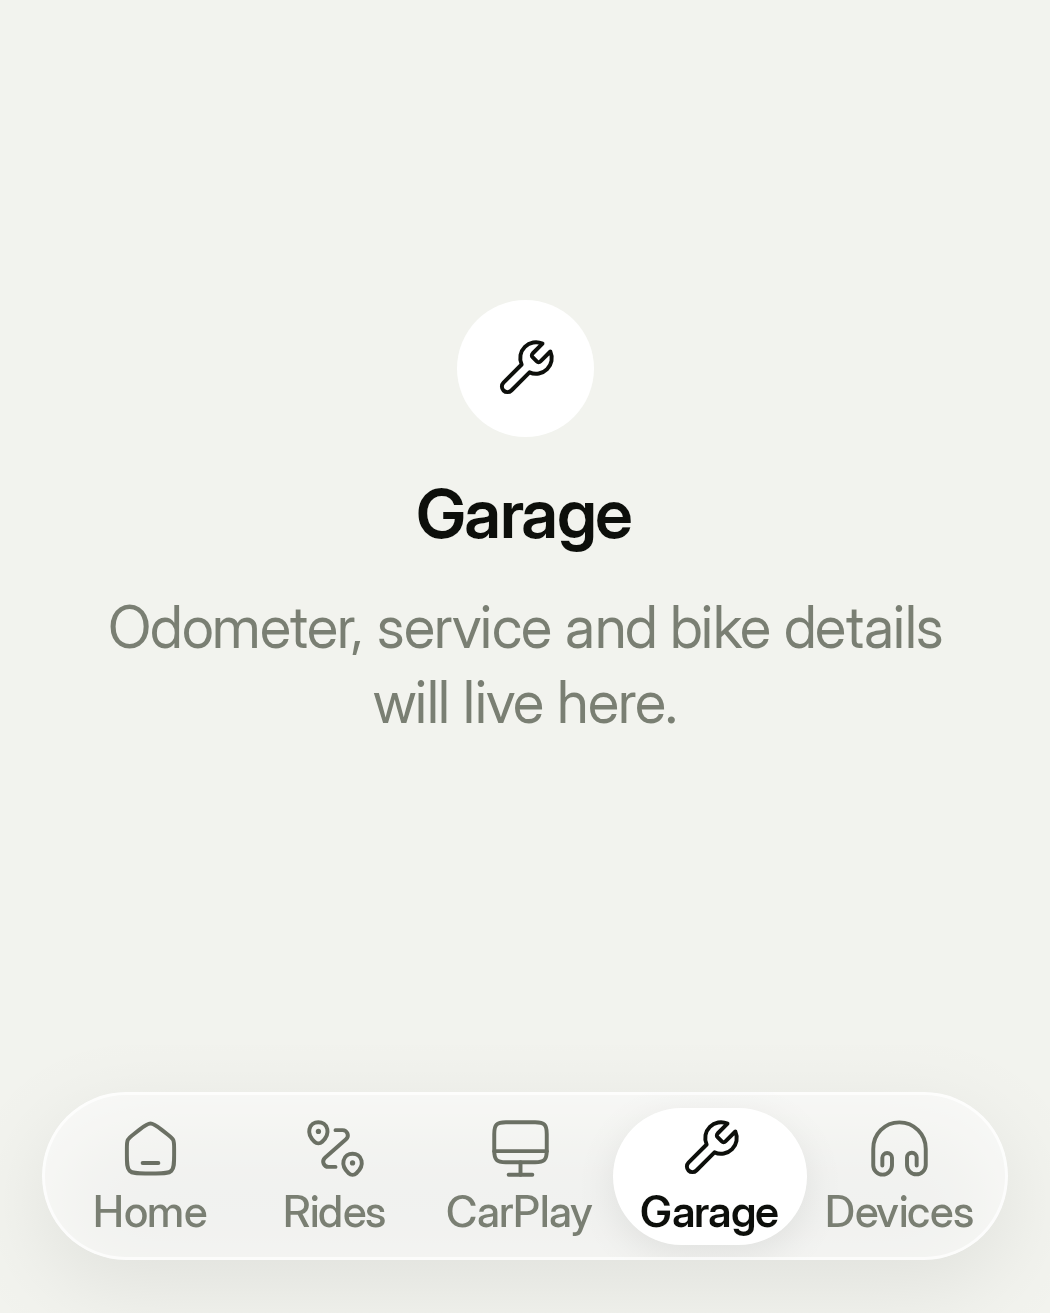 Garage
Odometer, service and bike details
will live here.
Home
Rides
CarPlay
Garage
Devices